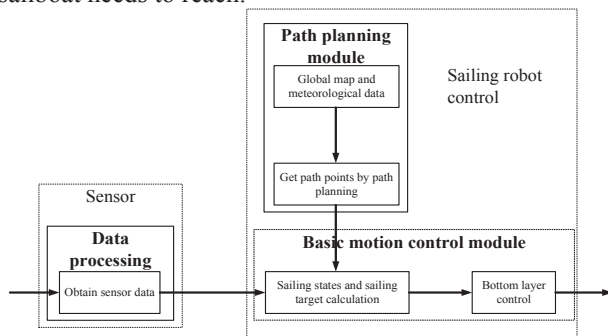 sailboat needs to reach.
Path planning
module
Global map and
meteorological data
Sailing robot
control
Get path points by path
planning
Sensor
Data
processing
Obtain sensor data
Basic motion control module
Sailing states and sailing
target calculation
Bottom layer
control